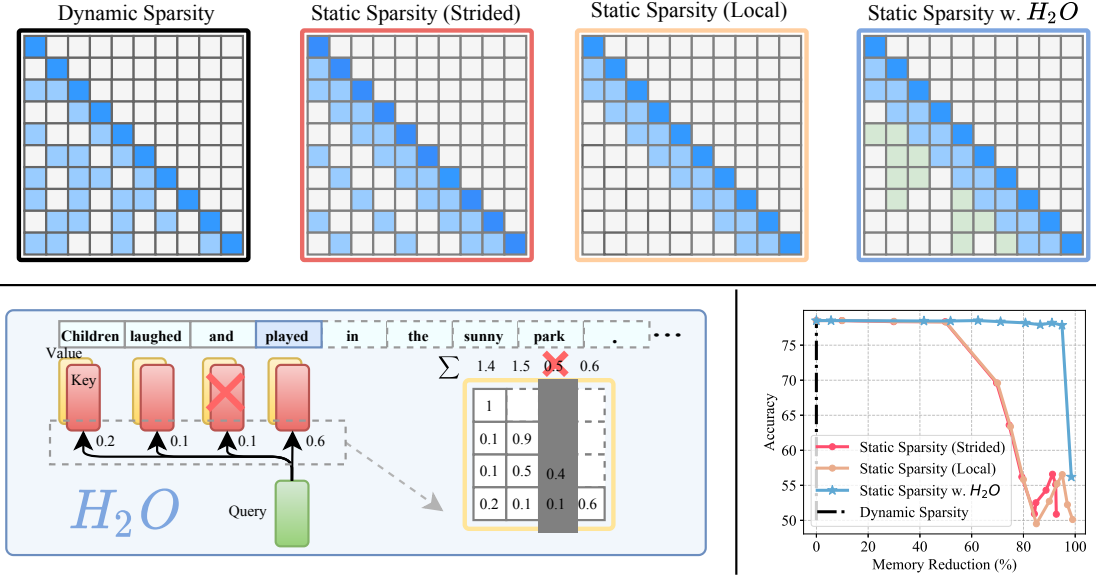 Dynamic Sparsity
Static Sparsity (Strided)
Static Sparsity (Local)
Static Sparsity w. H₂O
Children laughed and played in the sunny park . ...
Value
Key
∑ 1.4 1.5 0.5 0.6
0.2 0.1 0.1 0.6
1
0.1 0.9
0.1 0.5 0.4
0.2 0.1 0.1 0.6
H₂O
Query
Accuracy
75
70
65
60
55
50
Static Sparsity (Strided)
Static Sparsity (Local)
Static Sparsity w. H₂O
Dynamic Sparsity
0 20 40 60 80 100
Memory Reduction (%)